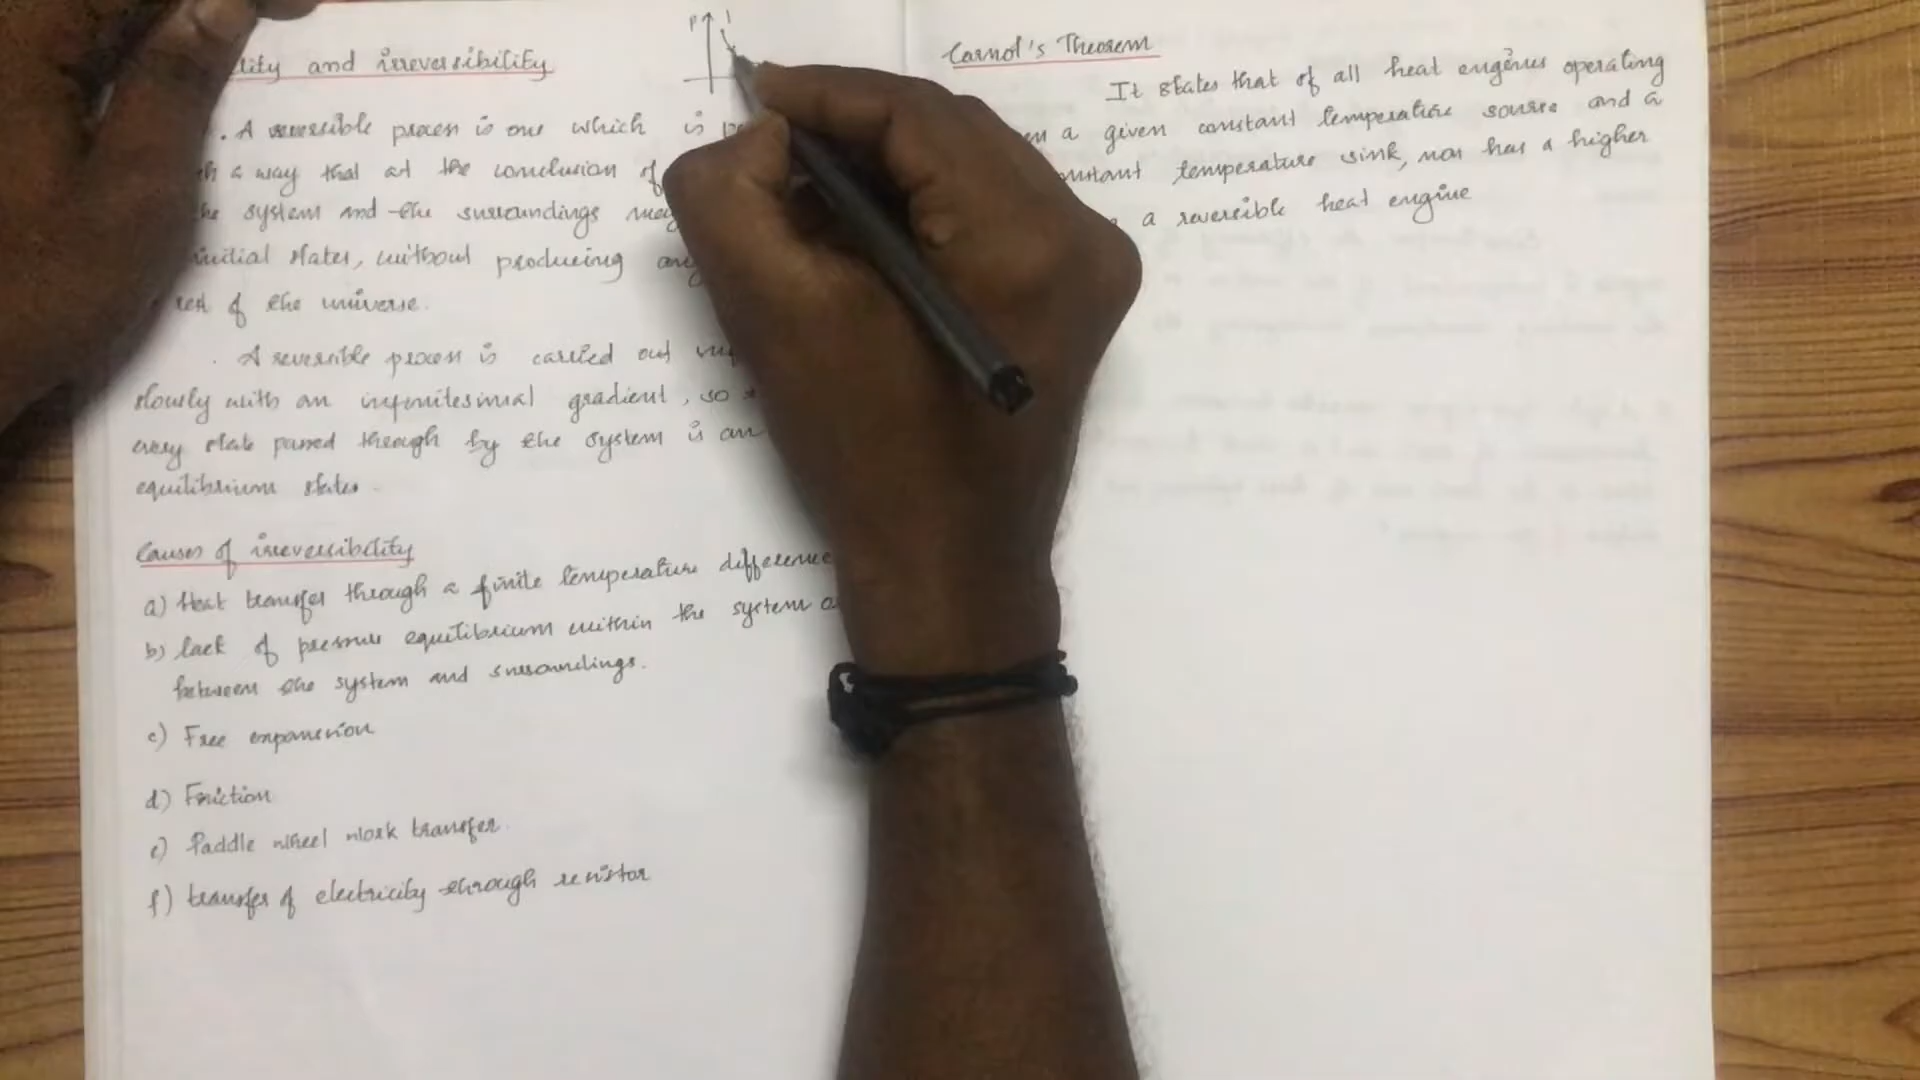 lity and irreversibility
P 1
. A reversible process is one which is pe
h a way that at the conclusion of
he system and the surroundings may
initial states, without producing any
rest of the universe.
. A reversible process is carried out inf
slowly with an infinitesimal gradient, so
every state passed through by the system is an
equilibrium states.
Causes of irreversibility
a) Heat transfer through a finite temperature difference
b) lack of pressure equilibrium within the system o
between the system and surroundings.
c) Free expansion
d) Friction
e) Paddle wheel work transfer.
f) transfer of electricity through resistor
Carnot's Theorem
It states that of all heat engines operating
en a given constant temperature source and a
nstant temperature sink, non has a higher
a reversible heat engine